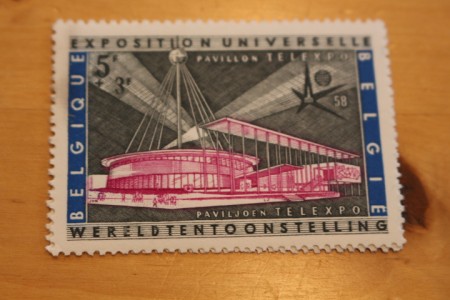 EXPOSITION UNIVERSELLE
5F
+ 3F
PAVILLON TELEXPO
58
BELGIQUE
BELGIE
PAVILJOEN TELEXPO
WERELDTENTOONSTELLING